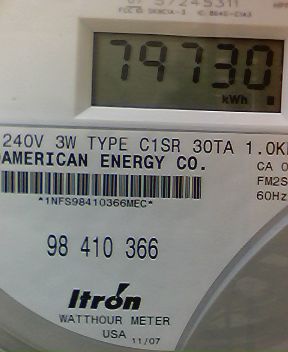 79730
kWh
240V 3W TYPE C1SR 30TA 1.0
AMERICAN ENERGY CO.
CA
FM2S
60Hz
*1NFS98410366MEC*
98 410 366
Itron
WATTHOUR METER
USA 11/07